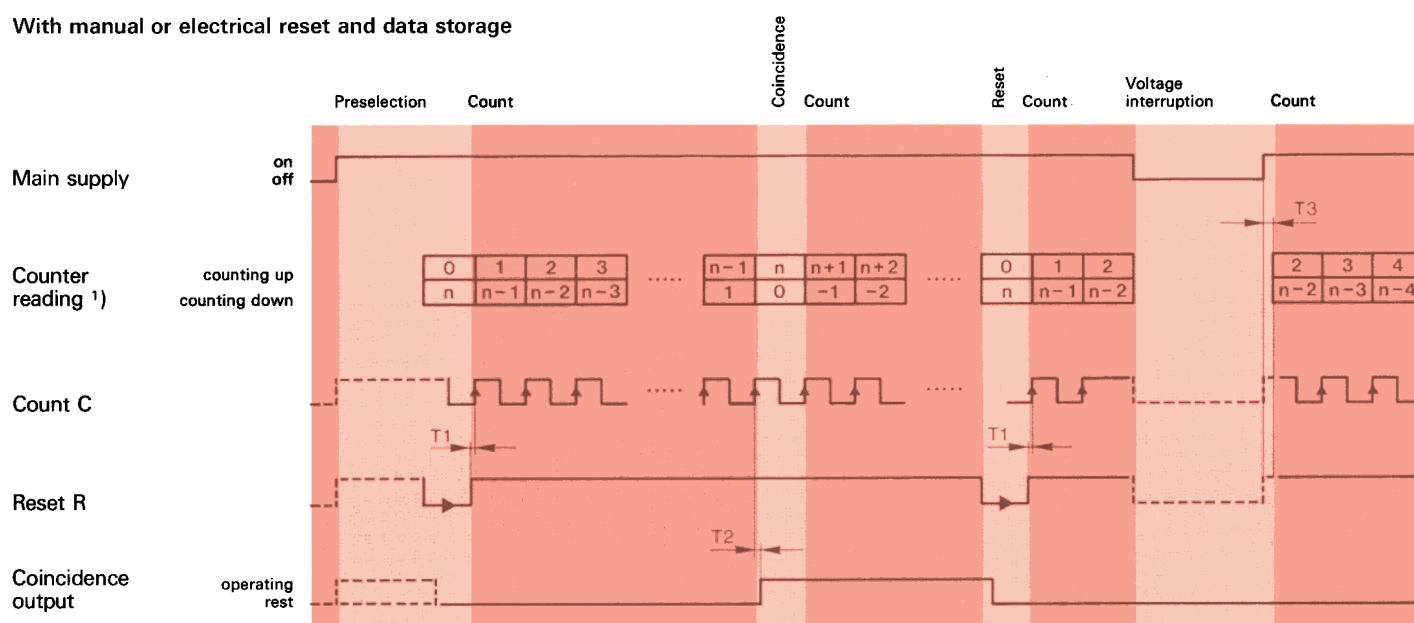 With manual or electrical reset and data storage
Coincidence
Reset
Preselection Count Count Count Voltage interruption Count
Main supply on
off
T3
Counter reading ¹) counting up 0 1 2 3 ..... n−1 n n+1 n+2 ..... 0 1 2 2 3 4
counting down n n−1 n−2 n−3 1 0 −1 −2 n n−1 n−2 n−2 n−3 n−4
Count C ..... .....
T1 T1
Reset R
T2
Coincidence output operating
rest